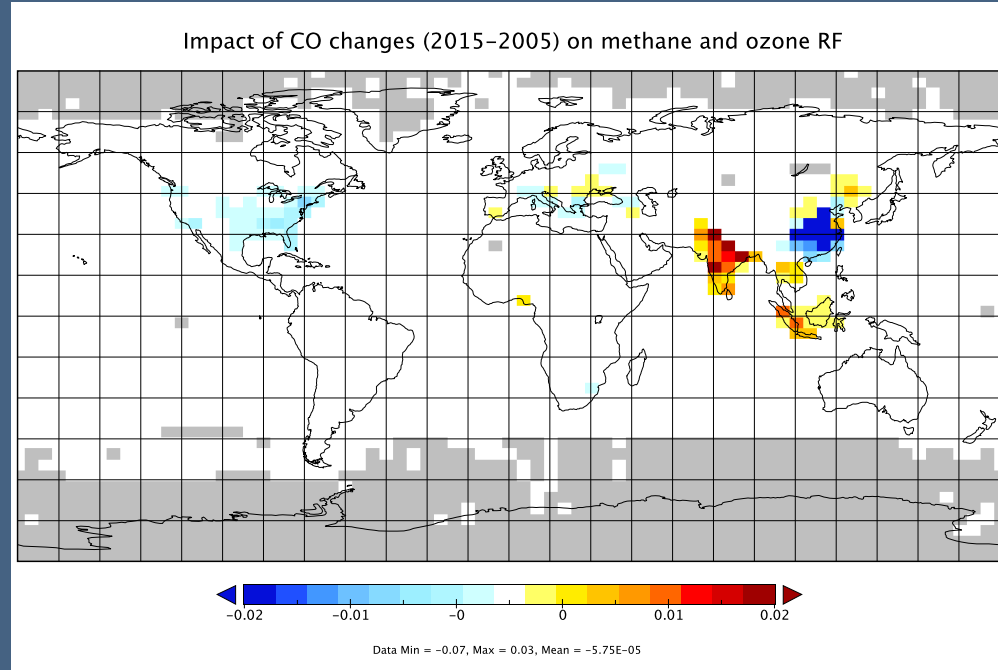 Impact of CO changes (2015-2005) on methane and ozone RF
-0.02 -0.01 -0 0 0.01 0.02
Data Min = -0.07, Max = 0.03, Mean = -5.75E-05